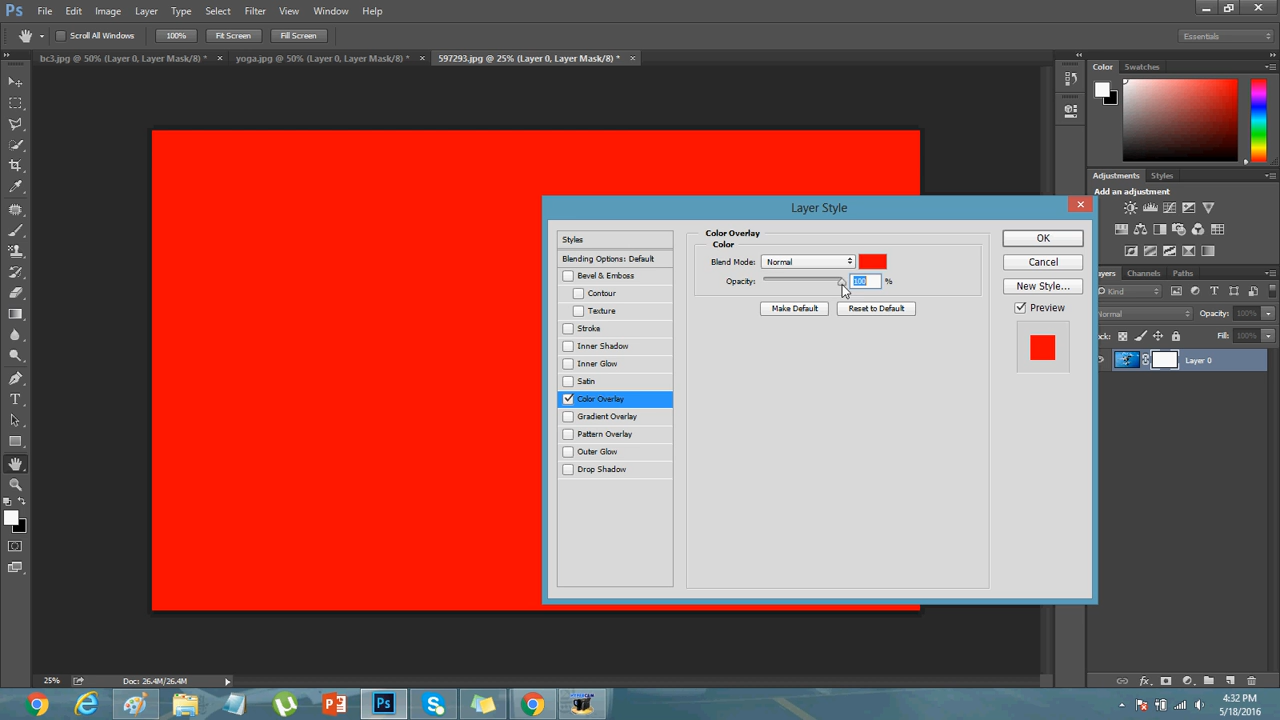 Ps File Edit Image Layer Type Select Filter View Window Help
Scroll All Windows 100% Fit Screen Fill Screen Essentials
bc3.jpg @ 50% (Layer 0, Layer Mask/8) * × yoga.jpg @ 50% (Layer 0, Layer Mask/8) * × 597293.jpg @ 25% (Layer 0, Layer Mask/8) * ×
Color Swatches
Adjustments Styles
Add an adjustment
Layer Style
Styles
Blending Options: Default
Bevel & Emboss
Contour
Texture
Stroke
Inner Shadow
Inner Glow
Satin
Color Overlay
Gradient Overlay
Pattern Overlay
Outer Glow
Drop Shadow
Color Overlay
Color
Blend Mode: Normal
Opacity: 100 %
Make Default Reset to Default
OK
Cancel
New Style...
Preview
Channels Paths
Kind
Opacity: 100%
Fill: 100%
Layer 0
25% Doc: 26.4M/26.4M
Ps
4:32 PM
5/18/2016